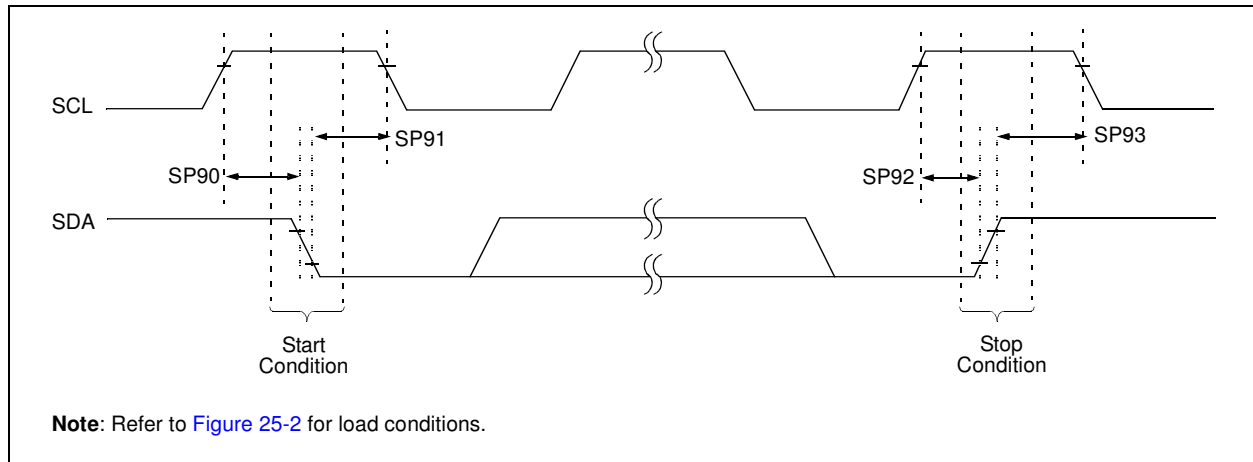 SCL
SP91
SP93
SP90
SP92
SDA
Start
Condition
Stop
Condition
Note: Refer to Figure 25-2 for load conditions.